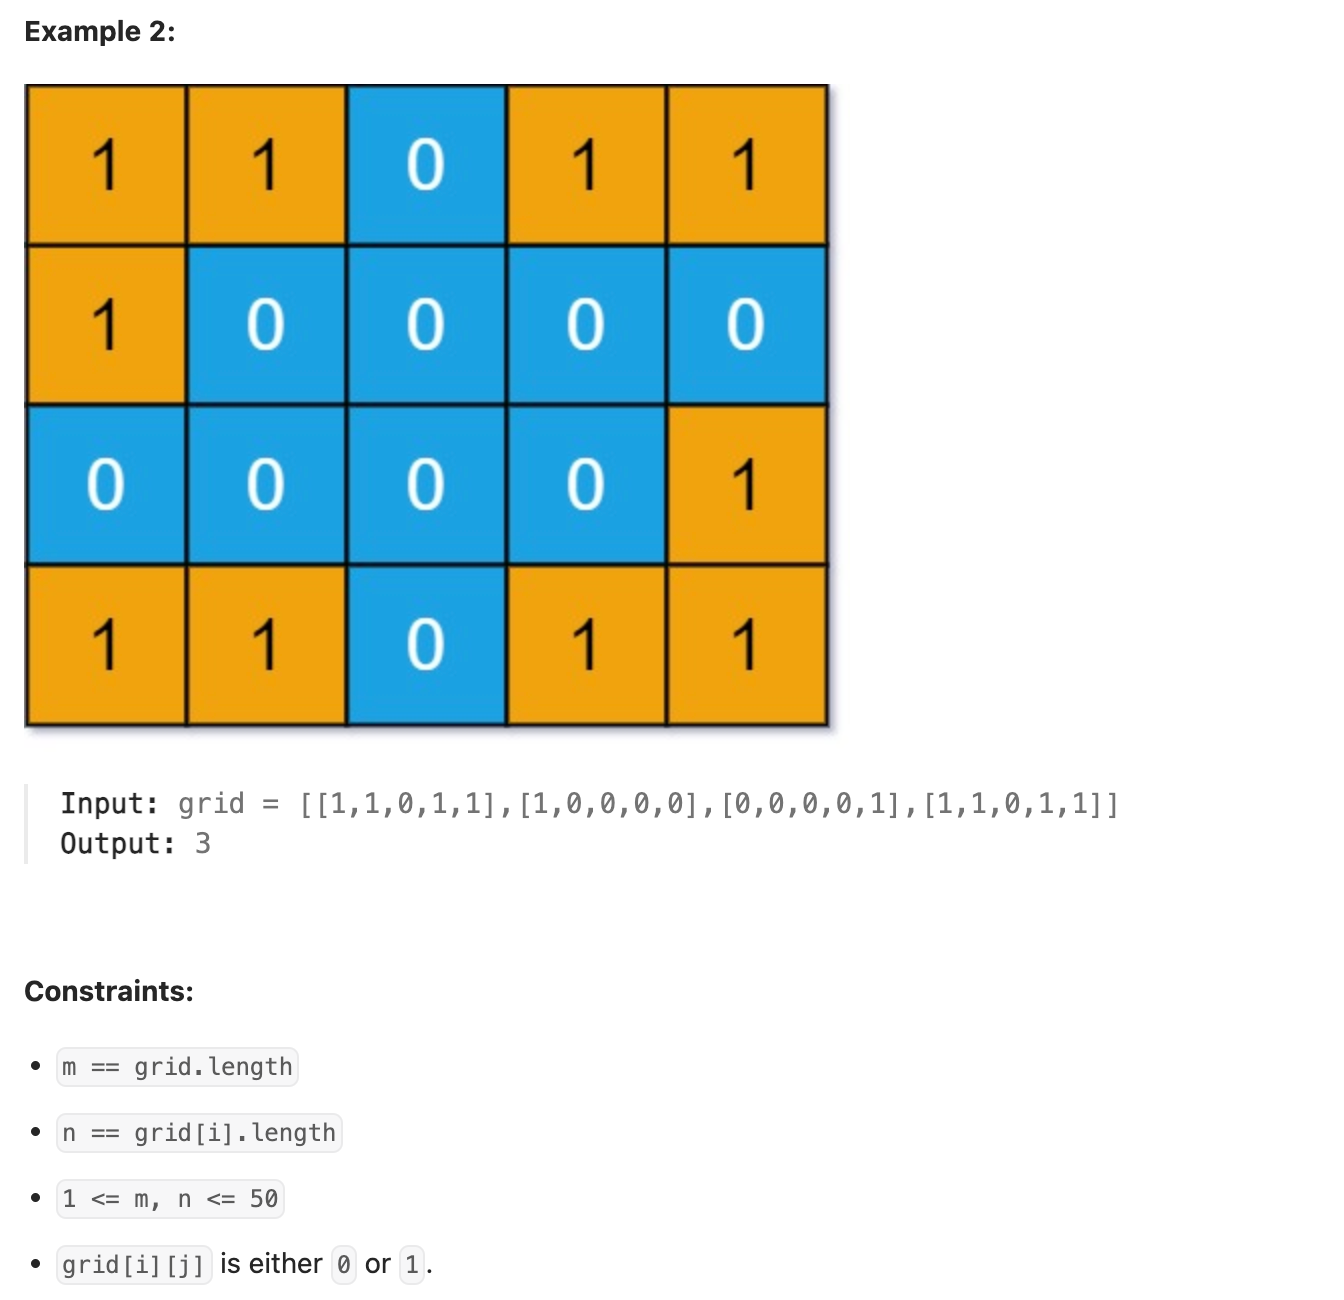 Example 2:
1 1 0 1 1
1 0 0 0 0
0 0 0 0 1
1 1 0 1 1
Input: grid = [[1,1,0,1,1],[1,0,0,0,0],[0,0,0,0,1],[1,1,0,1,1]]
Output: 3
Constraints:
• m == grid.length
• n == grid[i].length
• 1 <= m, n <= 50
• grid[i][j] is either 0 or 1.